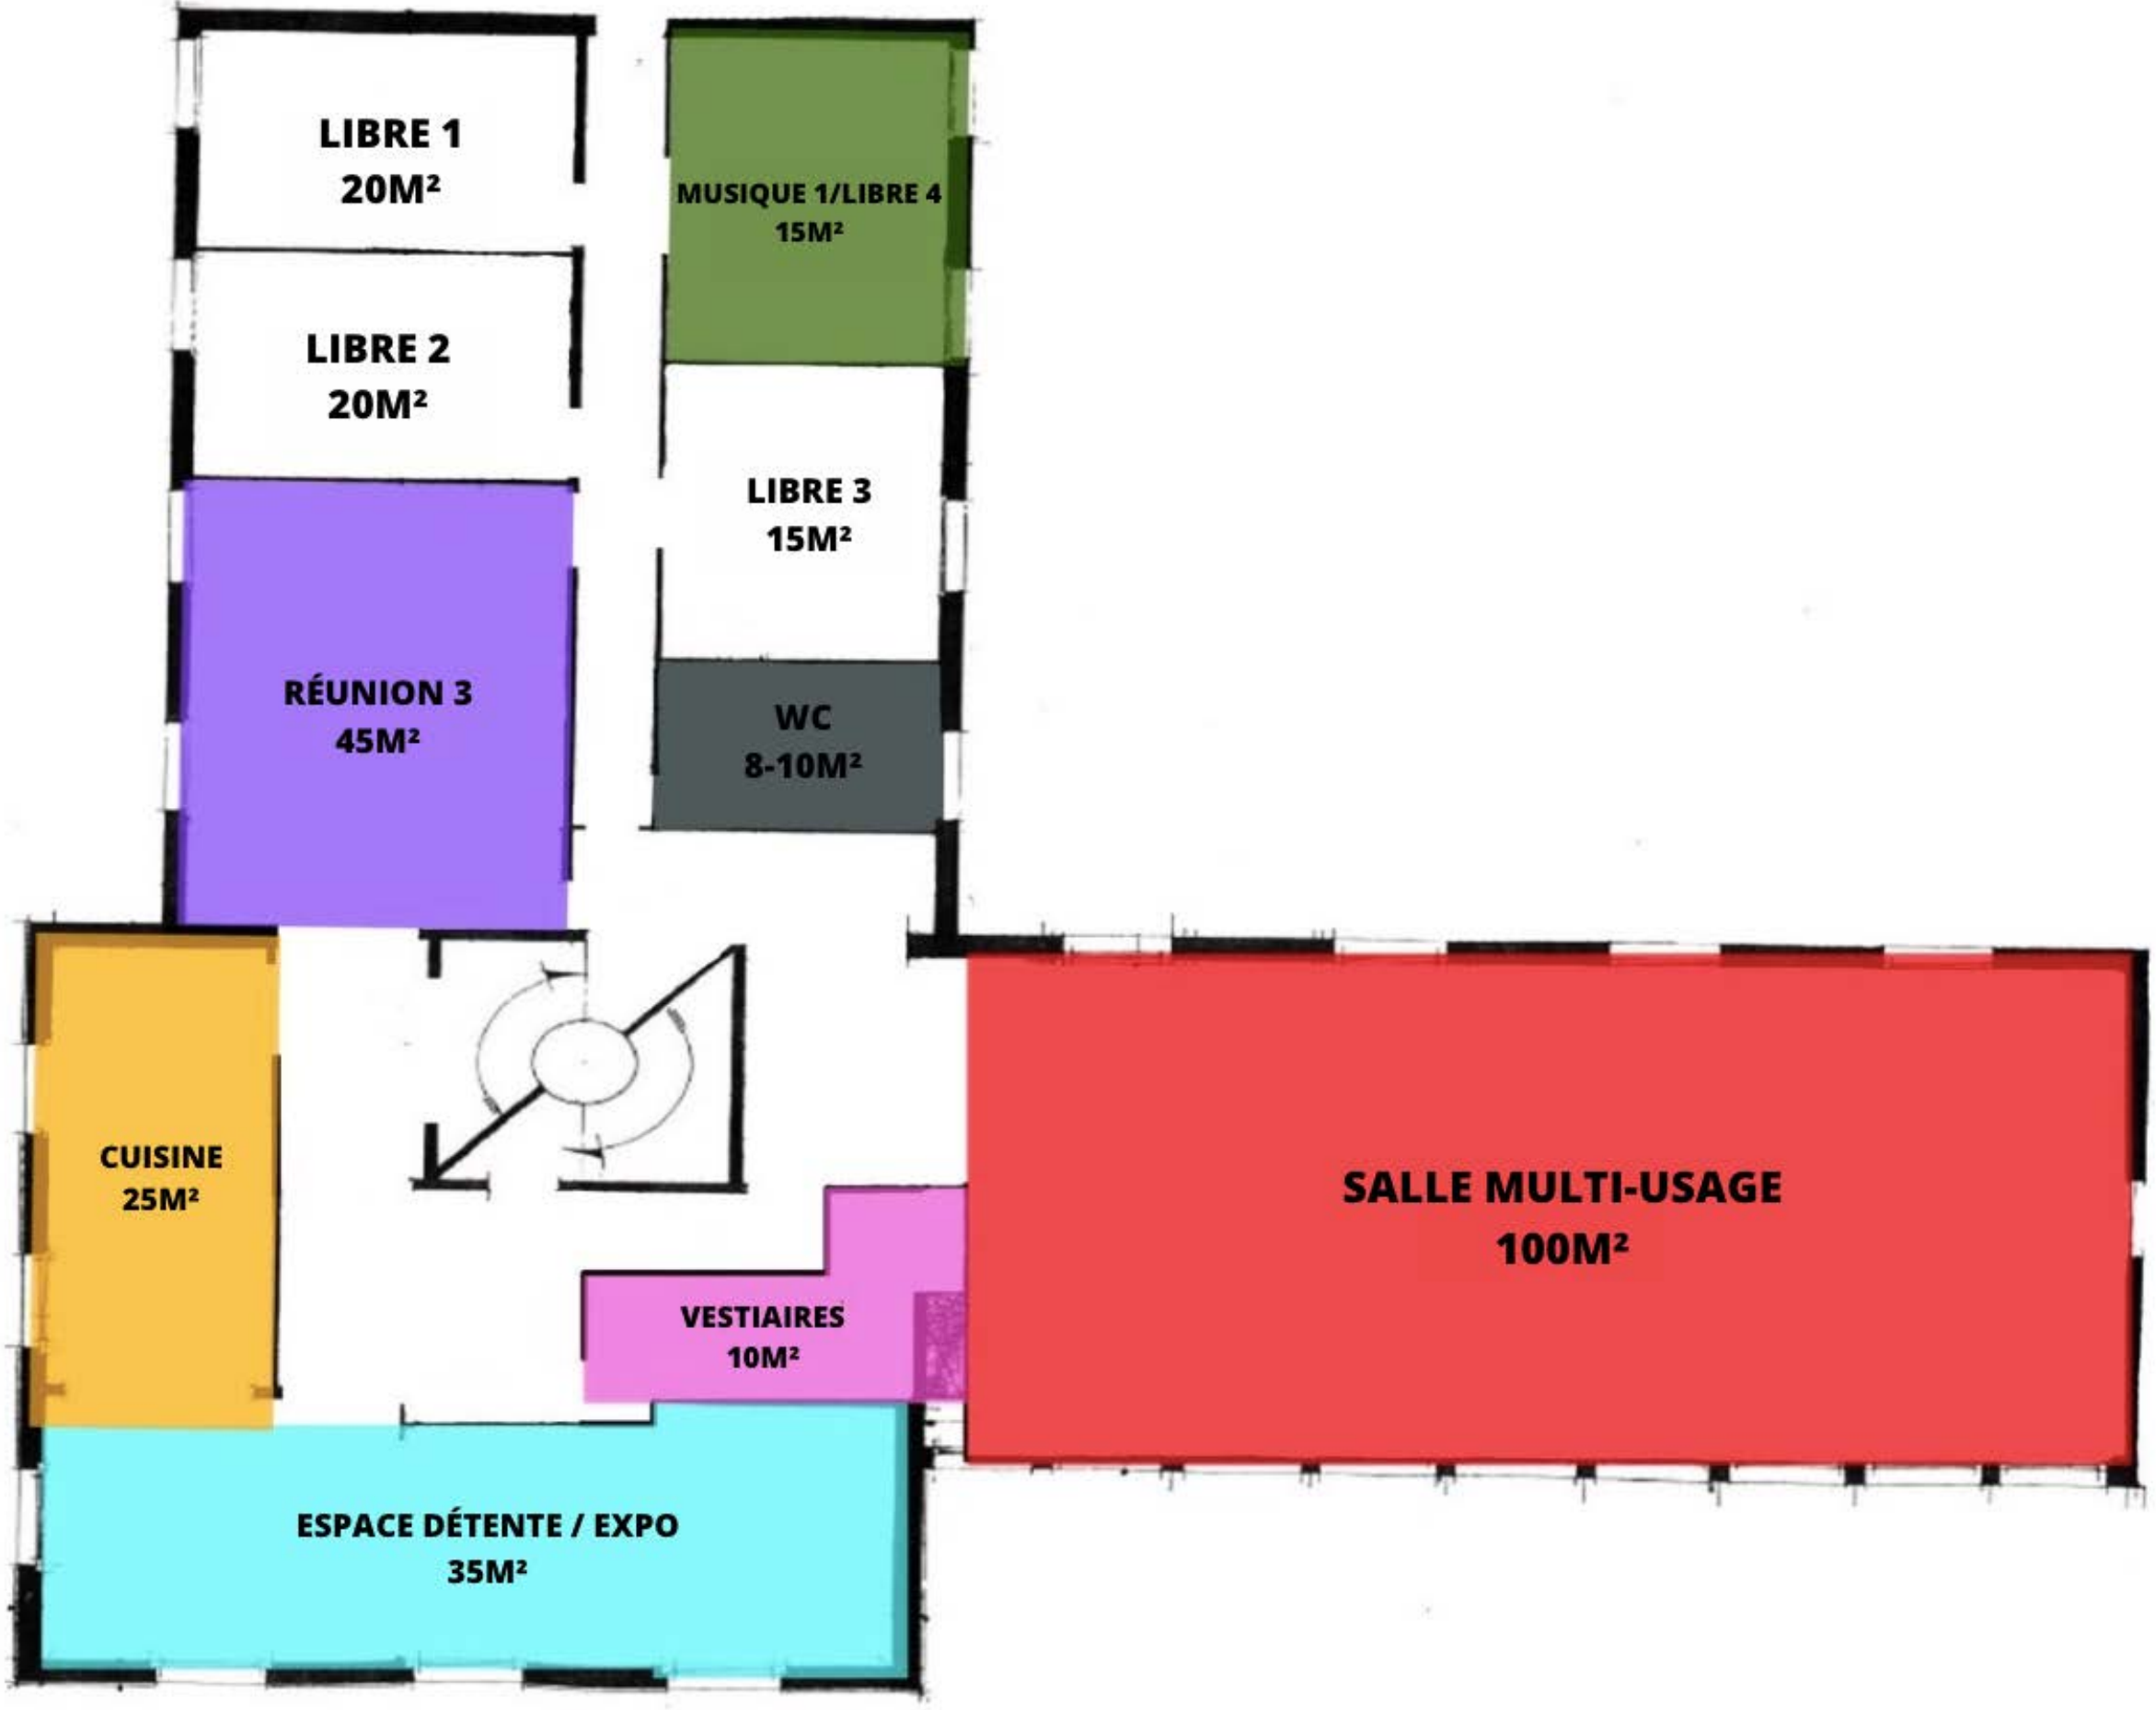 LIBRE 1
20M²
MUSIQUE 1/LIBRE 4
15M²
LIBRE 2
20M²
LIBRE 3
15M²
RÉUNION 3
45M²
WC
8-10M²
CUISINE
25M²
SALLE MULTI-USAGE
100M²
VESTIAIRES
10M²
ESPACE DÉTENTE / EXPO
35M²